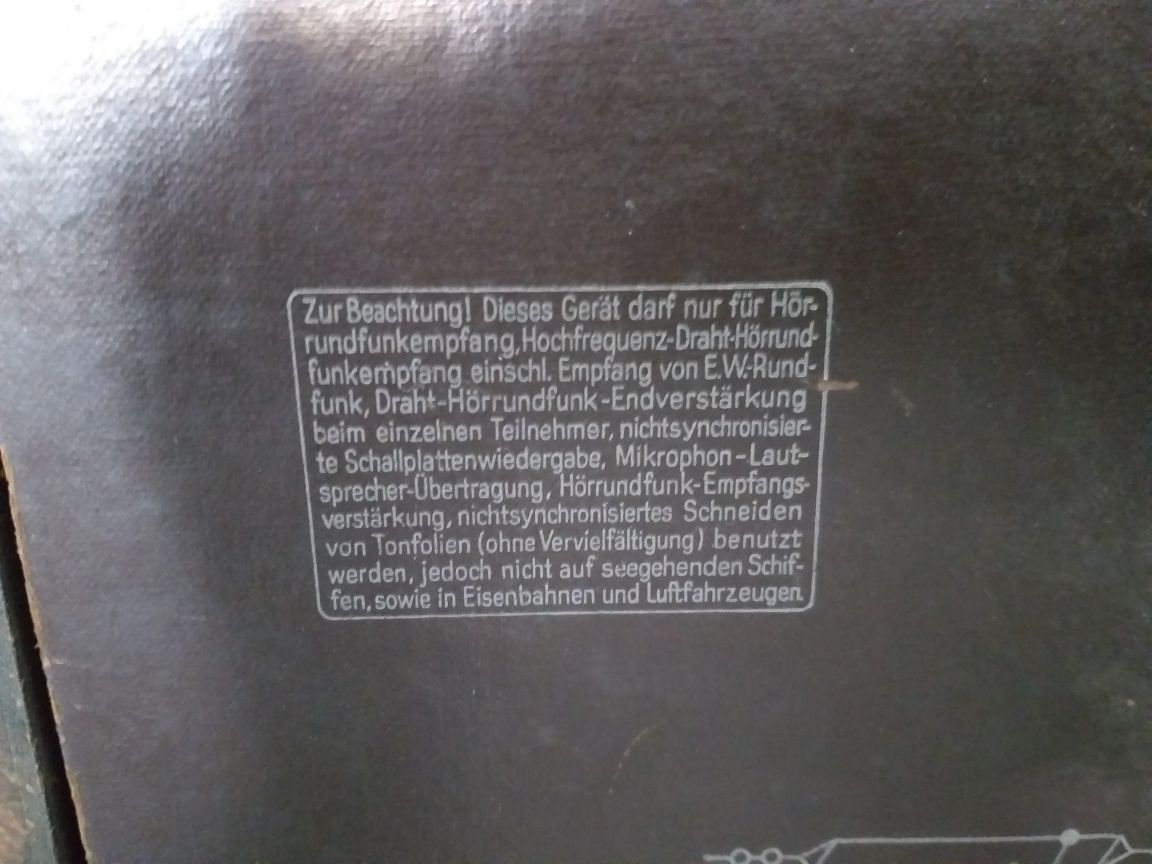 Zur Beachtung! Dieses Gerät darf nur für Hör-
rundfunkempfang, Hochfrequenz-Draht-Hörrund-
funkempfang einschl. Empfang von E.W.-Rund-
funk, Draht-Hörrundfunk-Endverstärkung
beim einzelnen Teilnehmer, nichtsynchronisier-
te Schallplattenwiedergabe, Mikrophon-Laut-
sprecher-Übertragung, Hörrundfunk-Empfangs-
verstärkung, nichtsynchronisiertes Schneiden
von Tonfolien (ohne Vervielfältigung) benutzt
werden, jedoch nicht auf seegehenden Schif-
fen, sowie in Eisenbahnen und Luftfahrzeugen.